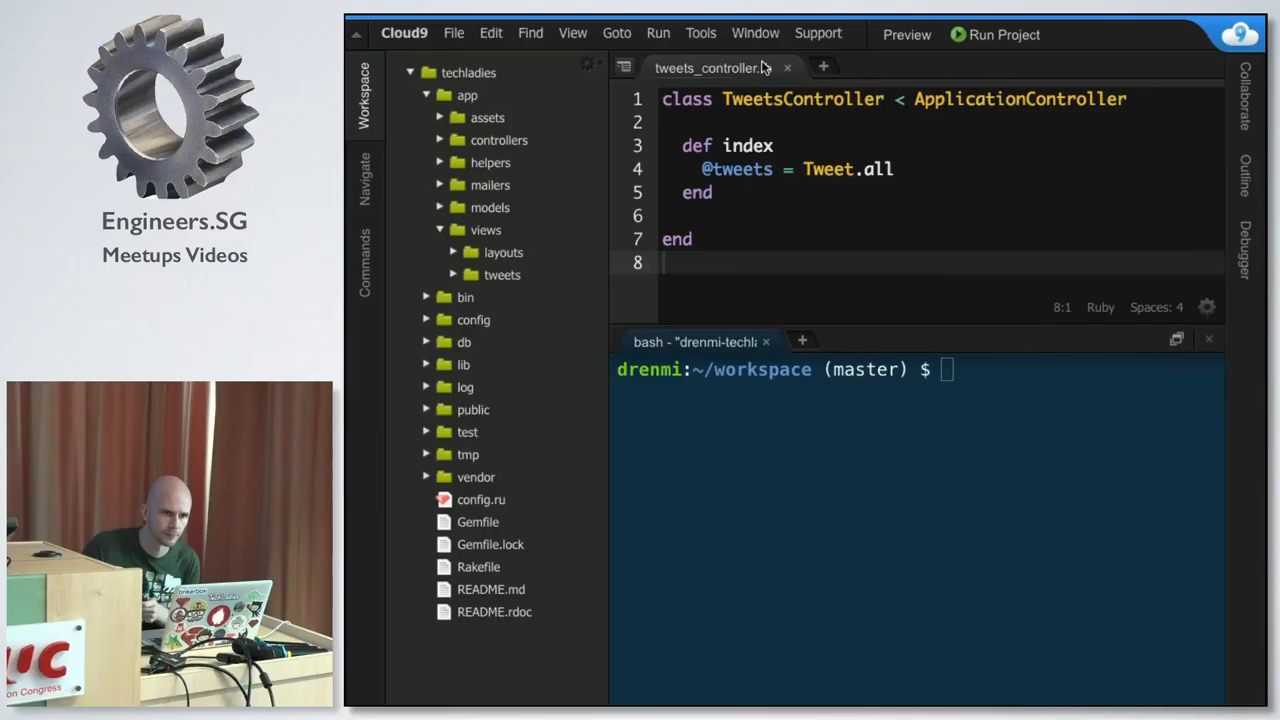 Engineers.SG
Meetups Videos
Cloud9 File Edit Find View Goto Run Tools Window Support Preview Run Project
Workspace
Navigate
Commands
techladies
app
assets
controllers
helpers
mailers
models
views
layouts
tweets
bin
config
db
lib
log
public
test
tmp
vendor
config.ru
Gemfile
Gemfile.lock
Rakefile
README.md
README.rdoc
tweets_controller.
1 class TweetsController < ApplicationController
2
3 def index
4 @tweets = Tweet.all
5 end
6
7 end
8
8:1 Ruby Spaces: 4
bash - "drenmi-techla
drenmi:~/workspace (master) $
Collaborate
Outline
Debugger
tinkerbox
on Congress